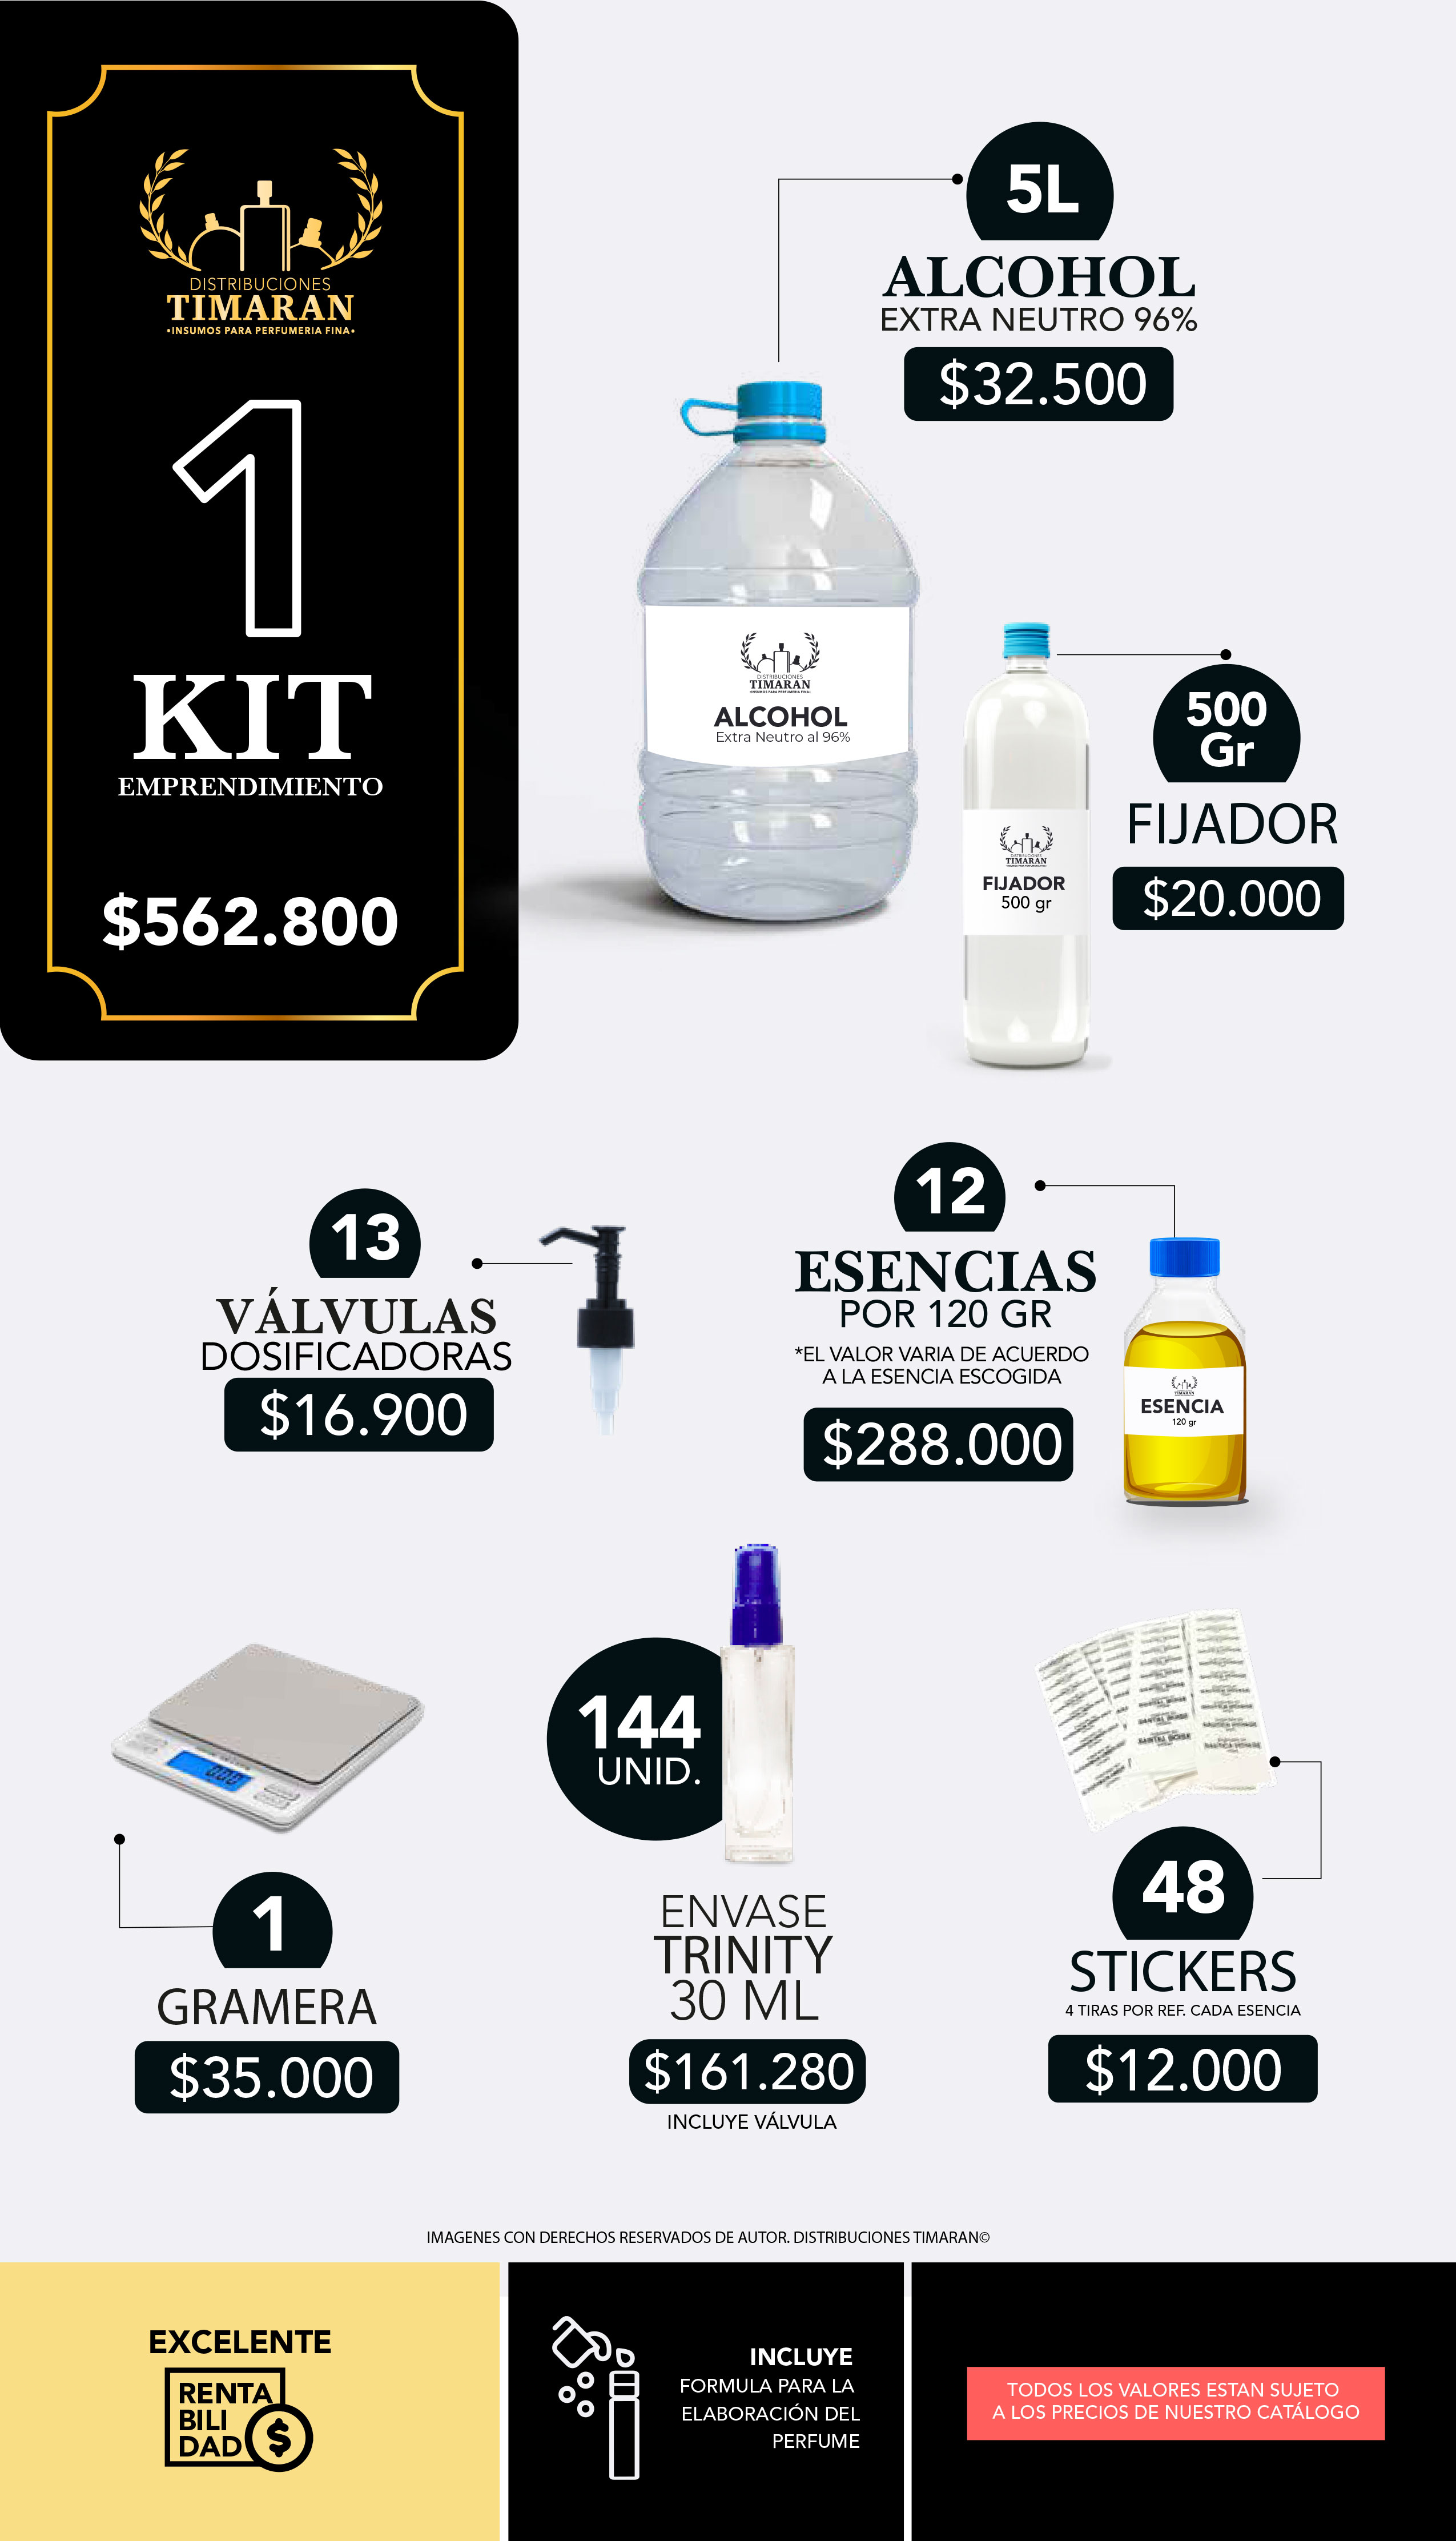 DISTRIBUCIONES
TIMARAN
•INSUMOS PARA PERFUMERIA FINA•
1
KIT
EMPRENDIMIENTO
$562.800
5L
ALCOHOL
EXTRA NEUTRO 96%
$32.500
DISTRIBUCIONES
TIMARAN
•INSUMOS PARA PERFUMERIA FINA•
ALCOHOL
Extra Neutro al 96%
500
Gr
FIJADOR
$20.000
DISTRIBUCIONES
TIMARAN
FIJADOR
500 gr
13
VÁLVULAS
DOSIFICADORAS
$16.900
12
ESENCIAS
POR 120 GR
*EL VALOR VARIA DE ACUERDO
A LA ESENCIA ESCOGIDA
$288.000
TIMARAN
ESENCIA
120 gr
000
1
GRAMERA
$35.000
144
UNID.
ENVASE
TRINITY
30 ML
$161.280
INCLUYE VÁLVULA
48
STICKERS
4 TIRAS POR REF. CADA ESENCIA
$12.000
IMAGENES CON DERECHOS RESERVADOS DE AUTOR. DISTRIBUCIONES TIMARAN©
EXCELENTE
RENTA
BILI
DAD
$
INCLUYE
FORMULA PARA LA
ELABORACIÓN DEL
PERFUME
TODOS LOS VALORES ESTAN SUJETO
A LOS PRECIOS DE NUESTRO CATÁLOGO